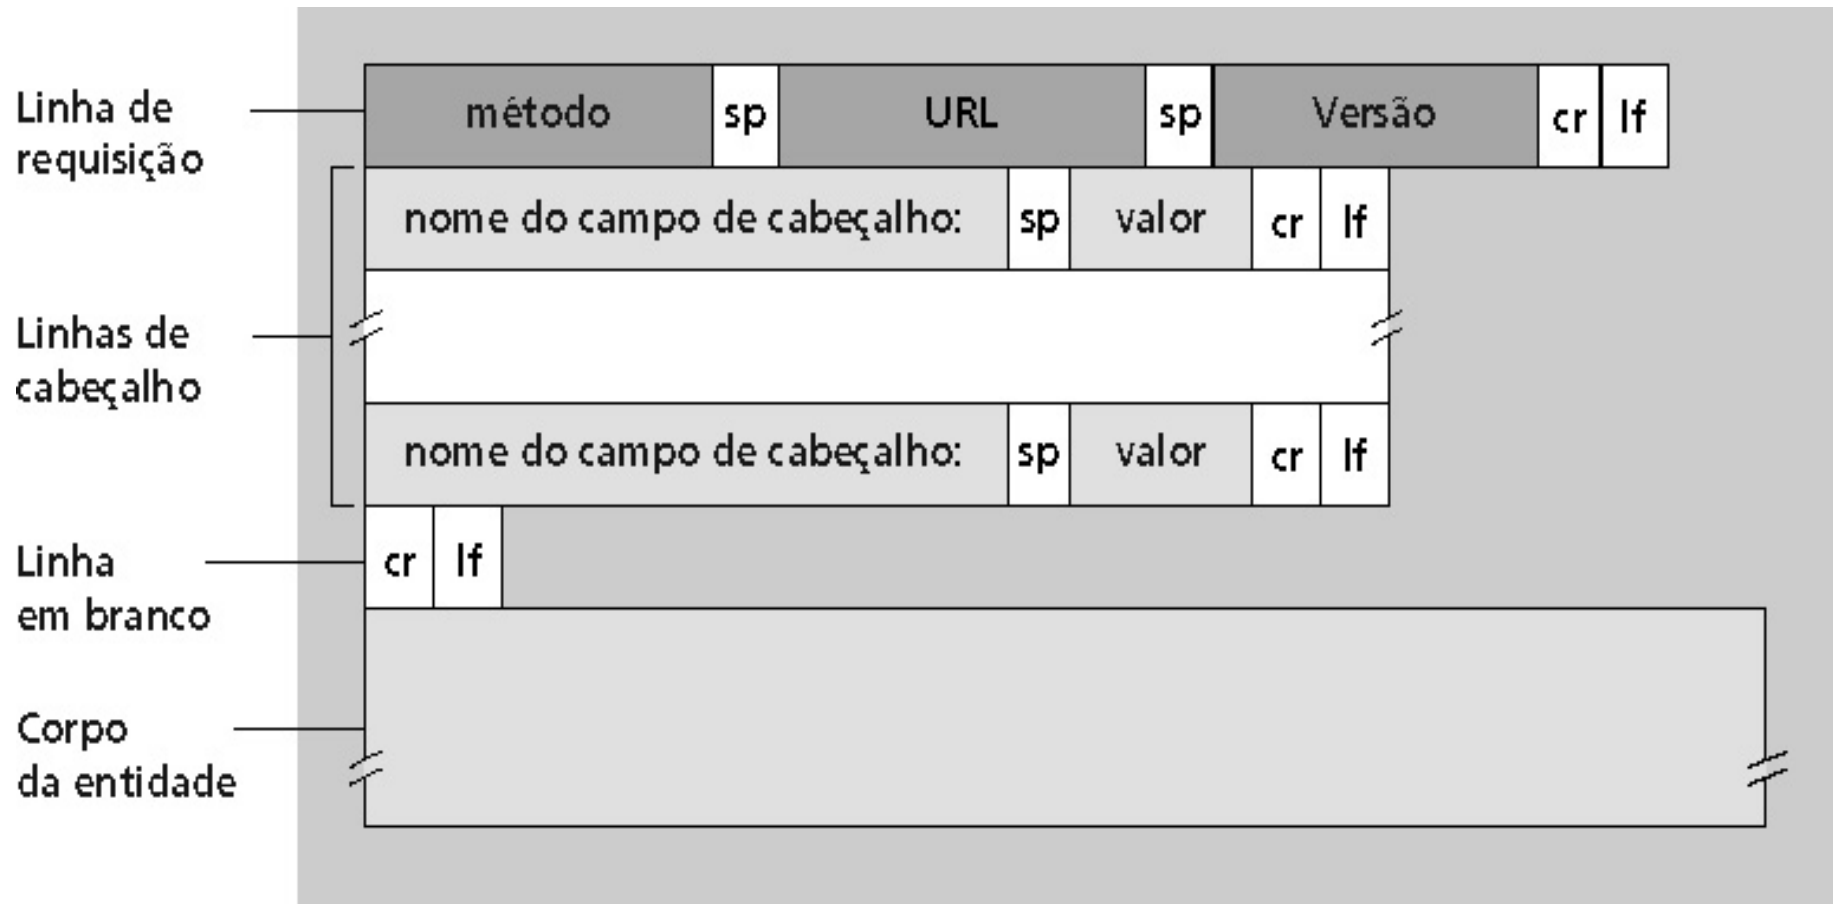 Linha de
requisição
método sp URL sp Versão cr lf
nome do campo de cabeçalho: sp valor cr lf
Linhas de
cabeçalho
nome do campo de cabeçalho: sp valor cr lf
Linha
em branco
cr lf
Corpo
da entidade